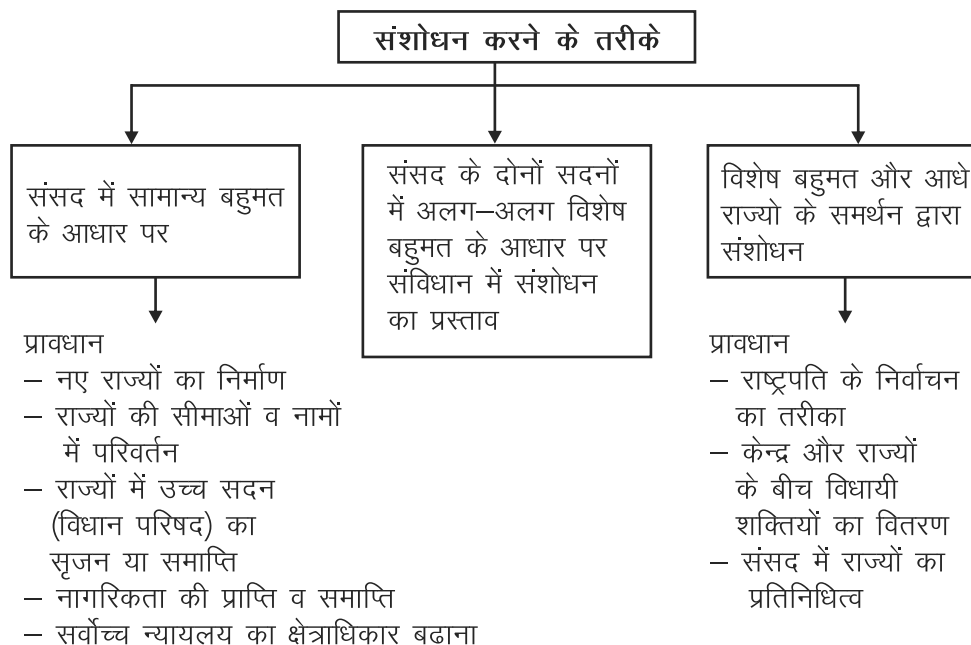 संशोधन करने के तरीके
संसद में सामान्य बहुमत
के आधार पर
संसद के दोनों सदनों
में अलग–अलग विशेष
बहुमत के आधार पर
संविधान में संशोधन
का प्रस्ताव
विशेष बहुमत और आधे
राज्यो के समर्थन द्वारा
संशोधन
प्रावधान
– नए राज्यों का निर्माण
– राज्यों की सीमाओं व नामों
में परिवर्तन
– राज्यों में उच्च सदन
(विधान परिषद) का
सृजन या समाप्ति
– नागरिकता की प्राप्ति व समाप्ति
– सर्वोच्च न्यायलय का क्षेत्राधिकार बढाना
प्रावधान
– राष्ट्रपति के निर्वाचन
का तरीका
– केन्द्र और राज्यों
के बीच विधायी
शक्तियों का वितरण
– संसद में राज्यों का
प्रतिनिधित्व